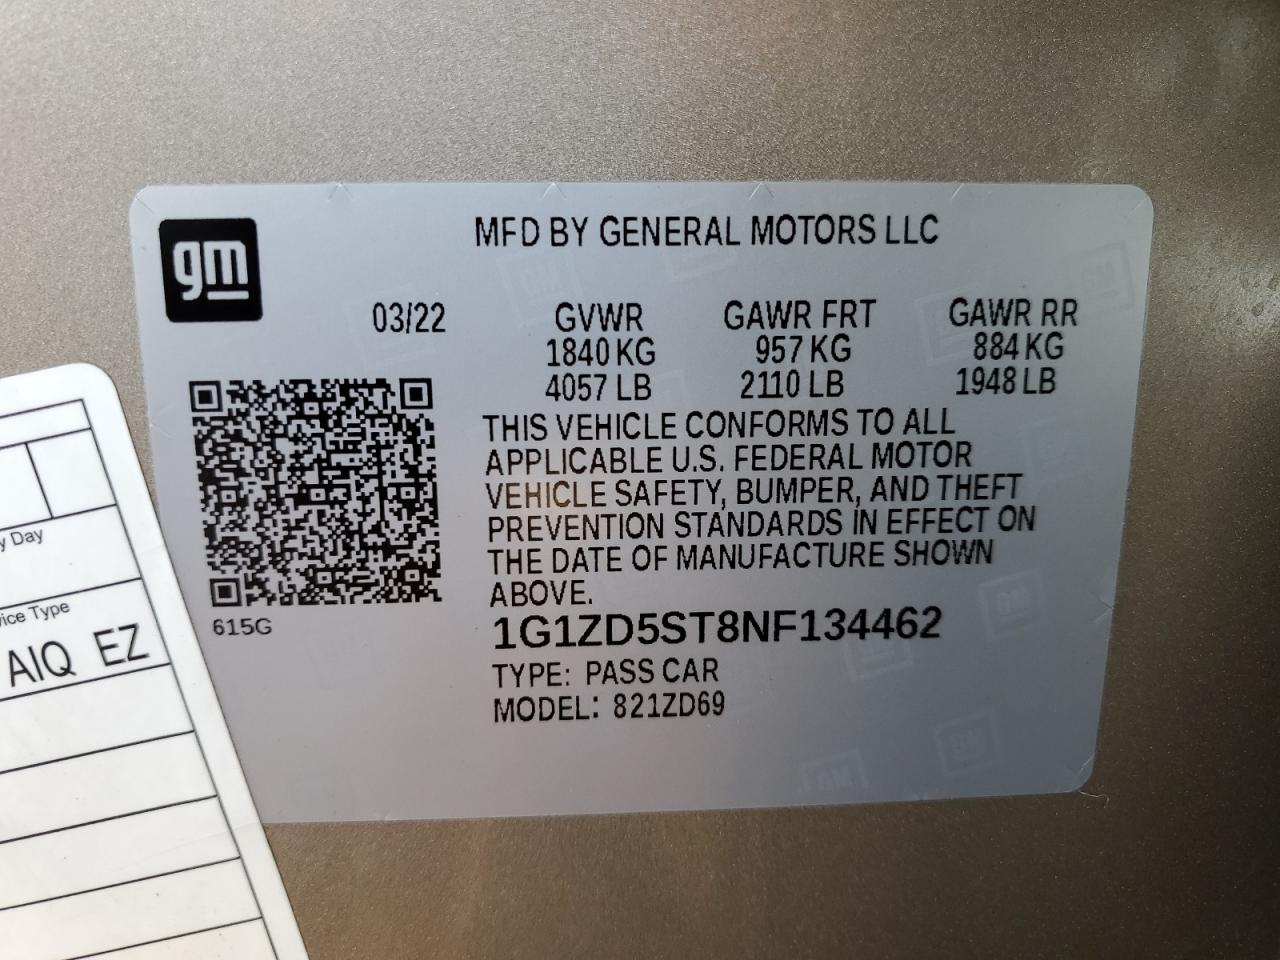 gm
MFD BY GENERAL MOTORS LLC
03/22
GVWR GAWR FRT GAWR RR
1840 KG 957 KG 884 KG
4057 LB 2110 LB 1948 LB
THIS VEHICLE CONFORMS TO ALL
APPLICABLE U.S. FEDERAL MOTOR
VEHICLE SAFETY, BUMPER, AND THEFT
PREVENTION STANDARDS IN EFFECT ON
THE DATE OF MANUFACTURE SHOWN
ABOVE.
615G
1G1ZD5ST8NF134462
TYPE: PASS CAR
MODEL: 821ZD69
Day
Type
AIQ EZ